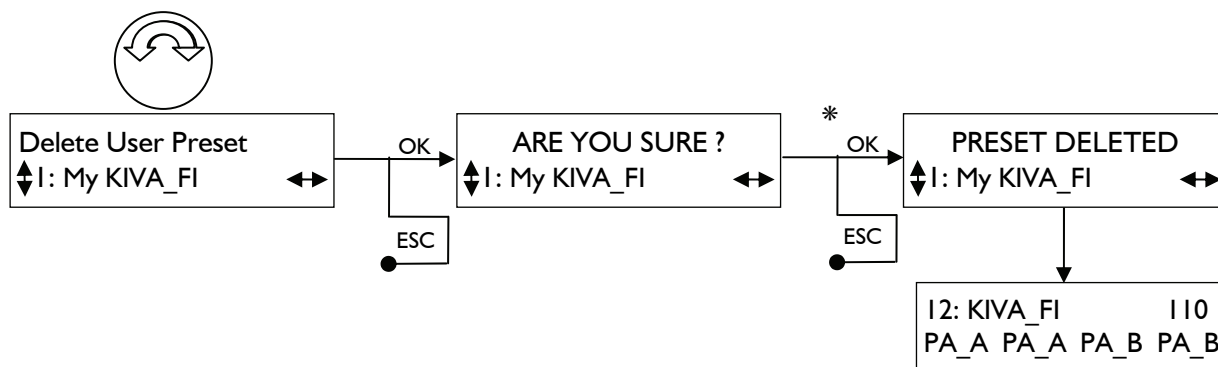 Delete User Preset
1: My KIVA_FI
OK
ESC
ARE YOU SURE ?
1: My KIVA_FI
*
OK
ESC
PRESET DELETED
1: My KIVA_FI
12: KIVA_FI 110
PA_A PA_A PA_B PA_B